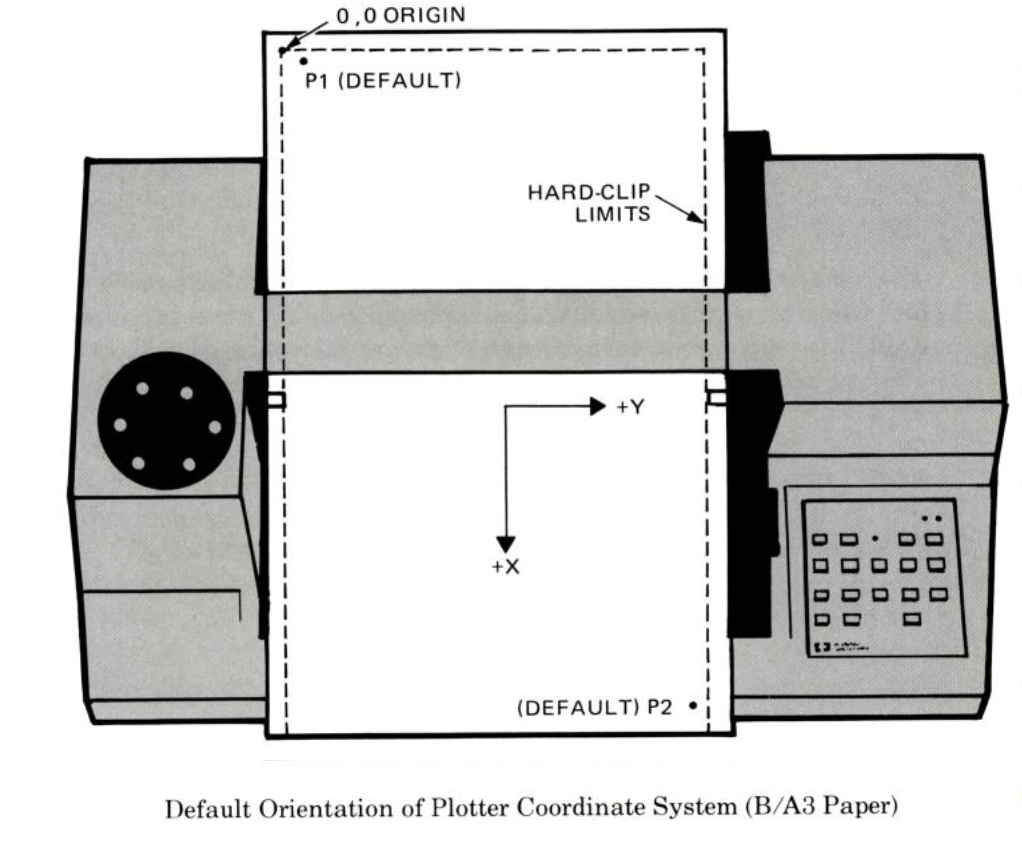 0,0 ORIGIN
P1 (DEFAULT)
HARD-CLIP
LIMITS
+Y
+X
(DEFAULT) P2
Default Orientation of Plotter Coordinate System (B/A3 Paper)